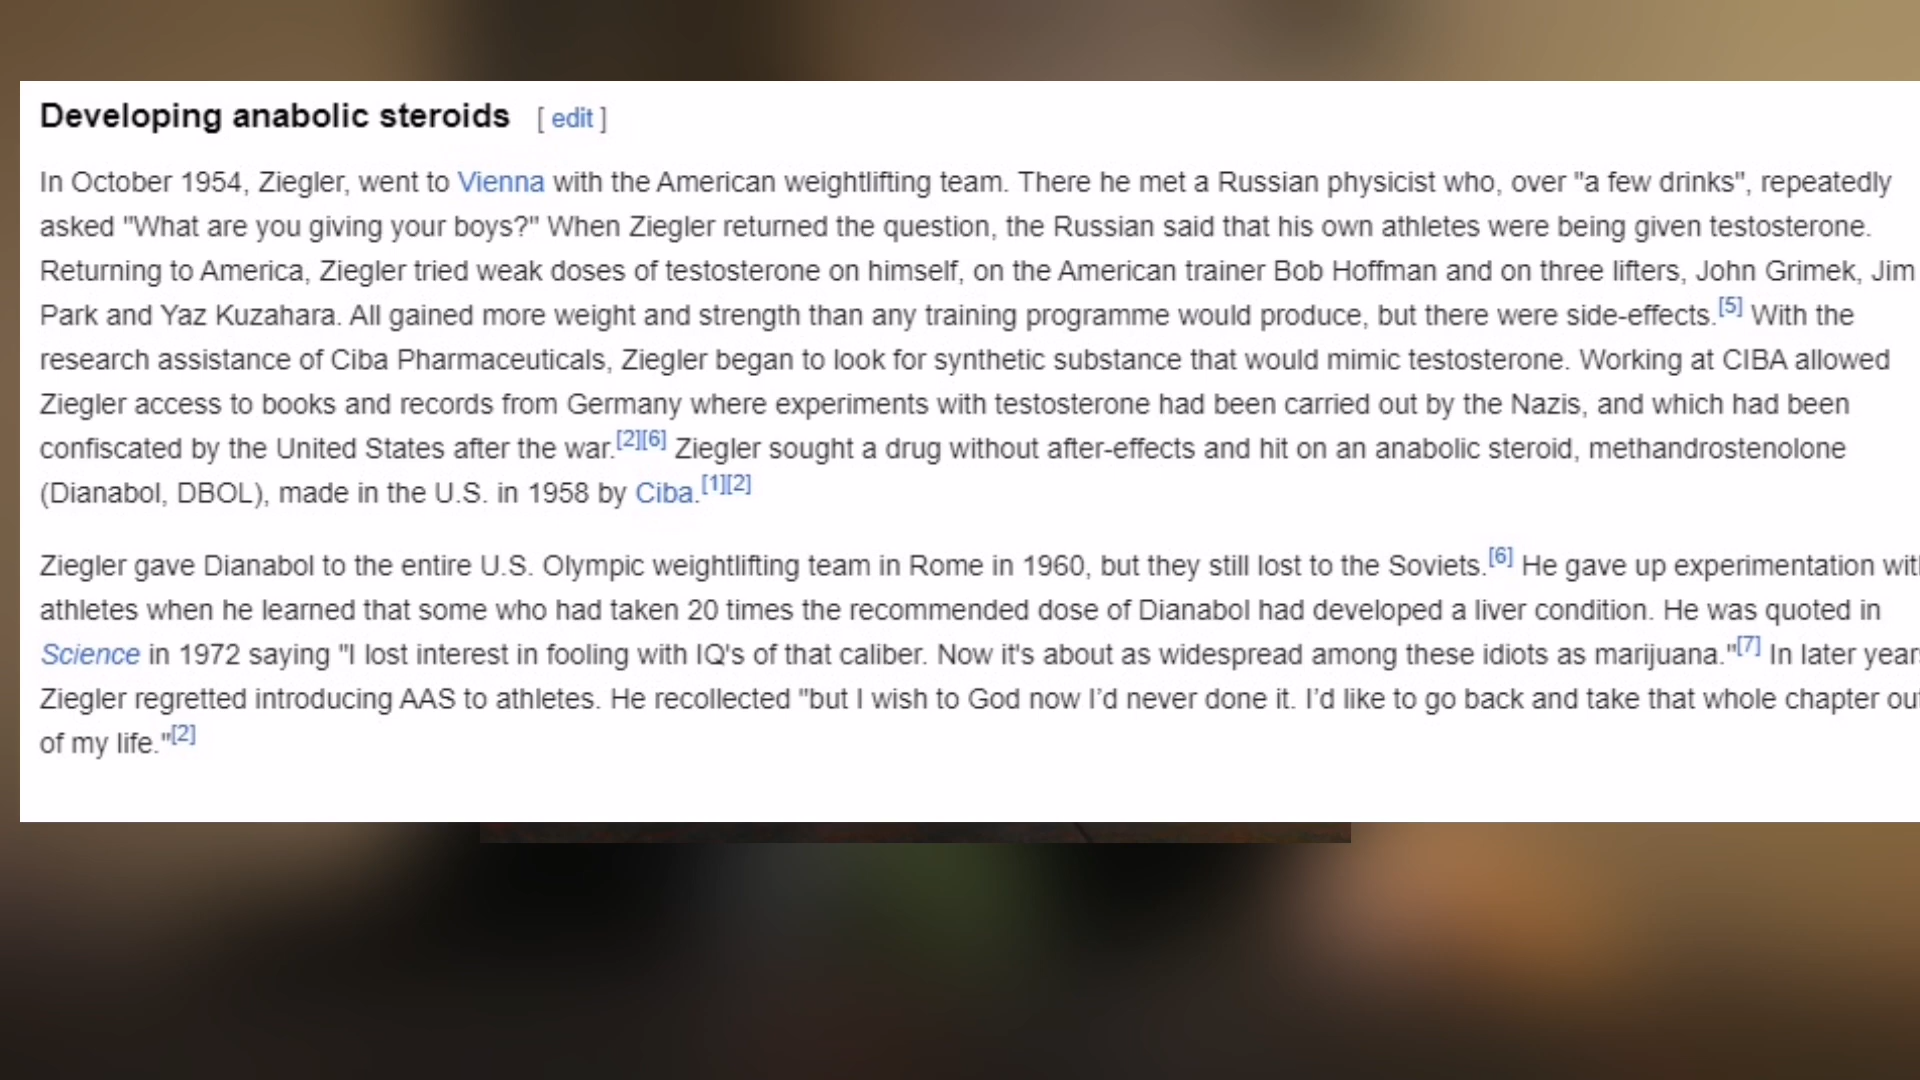 Developing anabolic steroids [ edit ]
In October 1954, Ziegler, went to Vienna with the American weightlifting team. There he met a Russian physicist who, over "a few drinks", repeatedly
asked "What are you giving your boys?" When Ziegler returned the question, the Russian said that his own athletes were being given testosterone.
Returning to America, Ziegler tried weak doses of testosterone on himself, on the American trainer Bob Hoffman and on three lifters, John Grimek, Jim
Park and Yaz Kuzahara. All gained more weight and strength than any training programme would produce, but there were side-effects.[5] With the
research assistance of Ciba Pharmaceuticals, Ziegler began to look for synthetic substance that would mimic testosterone. Working at CIBA allowed
Ziegler access to books and records from Germany where experiments with testosterone had been carried out by the Nazis, and which had been
confiscated by the United States after the war.[2][6] Ziegler sought a drug without after-effects and hit on an anabolic steroid, methandrostenolone
(Dianabol, DBOL), made in the U.S. in 1958 by Ciba.[1][2]
Ziegler gave Dianabol to the entire U.S. Olympic weightlifting team in Rome in 1960, but they still lost to the Soviets.[6] He gave up experimentation wit
athletes when he learned that some who had taken 20 times the recommended dose of Dianabol had developed a liver condition. He was quoted in
Science in 1972 saying "I lost interest in fooling with IQ's of that caliber. Now it's about as widespread among these idiots as marijuana."[7] In later year
Ziegler regretted introducing AAS to athletes. He recollected "but I wish to God now I’d never done it. I’d like to go back and take that whole chapter ou
of my life."[2]